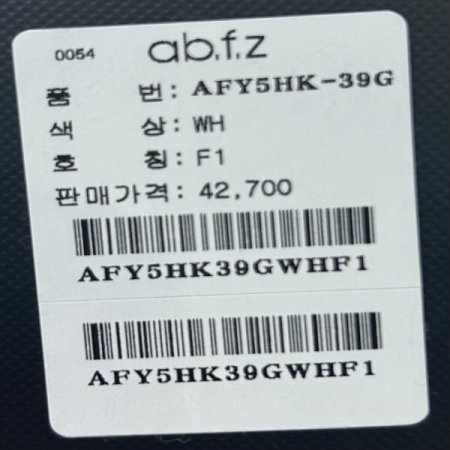 0054 ab.f.z
품 번: AFY5HK-39G
색 상: WH
호 칭: F1
판매가격: 42,700
AFY5HK39GWHF1
AFY5HK39GWHF1